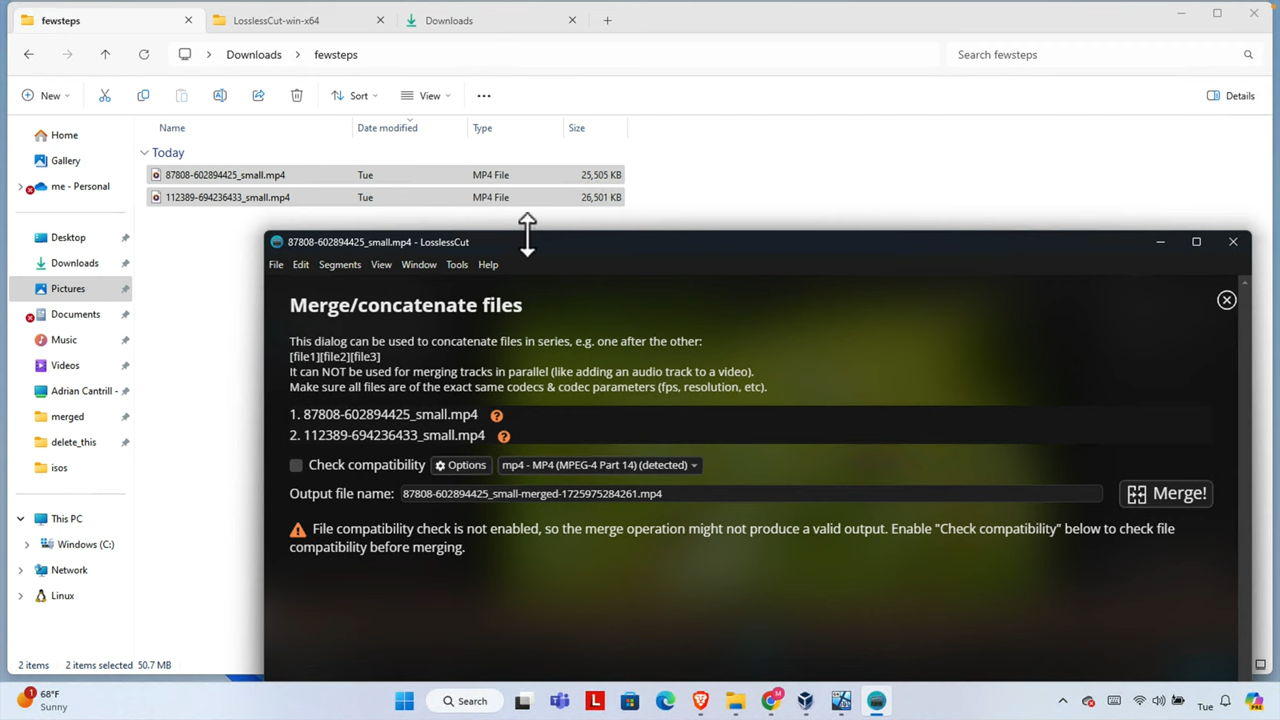 fewsteps
LosslessCut-win-x64
Downloads
Downloads
fewsteps
Search fewsteps
New
Sort
View
Details
Name
Date modified
Type
Size
Today
87808-602894425_small.mp4 Tue MP4 File 25,505 KB
112389-694236433_small.mp4 Tue MP4 File 26,501 KB
Home
Gallery
me - Personal
Desktop
Downloads
Pictures
Documents
Music
Videos
Adrian Cantrill -
merged
delete_this
isos
This PC
Windows (C:)
Network
Linux
2 items 2 items selected 50.7 MB
87808-602894425_small.mp4 - LosslessCut
File Edit Segments View Window Tools Help
Merge/concatenate files
This dialog can be used to concatenate files in series, e.g. one after the other:
[file1][file2][file3]
It can NOT be used for merging tracks in parallel (like adding an audio track to a video).
Make sure all files are of the exact same codecs & codec parameters (fps, resolution, etc).
1. 87808-602894425_small.mp4 ?
2. 112389-694236433_small.mp4 ?
Check compatibility Options mp4 - MP4 (MPEG-4 Part 14) (detected)
Output file name: 87808-602894425_small-merged-1725975284261.mp4 Merge!
File compatibility check is not enabled, so the merge operation might not produce a valid output. Enable "Check compatibility" below to check file
compatibility before merging.
1
68°F
Sunny
Search
L
M
Tue
PRE